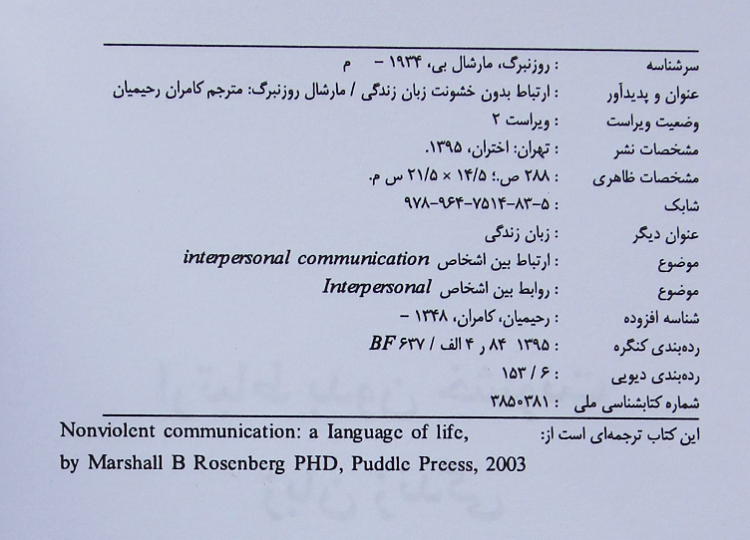 سرشناسه : روزنبرگ، مارشال بی، ۱۹۳۴ - م
عنوان و پدیدآور : ارتباط بدون خشونت زبان زندگی / مارشال روزنبرگ: مترجم کامران رحیمیان
وضعیت ویراست : ویراست ۲
مشخصات نشر : تهران: اختران، ۱۳۹۵.
مشخصات ظاهری : ۲۸۸ ص.؛ ۱۴/۵ × ۲۱/۵ س م.
شابک : ۹۷۸-۹۶۴-۷۵۱۴-۸۳-۵
عنوان دیگر : زبان زندگی
موضوع : ارتباط بین اشخاص interpersonal communication
موضوع : روابط بین اشخاص Interpersonal
شناسه افزوده : رحیمیان، کامران، ۱۳۴۸ -
رده‌بندی کنگره : ۱۳۹۵ ۸۴ ر ۴ الف / BF ۶۳۷
رده‌بندی دیویی : ۶ / ۱۵۳
شماره کتابشناسی ملی : ۳۸۵۰۳۸۱
این کتاب ترجمه‌ای است از: Nonviolent communication: a Ianguage of life,
by Marshall B Rosenberg PHD, Puddle Preess, 2003